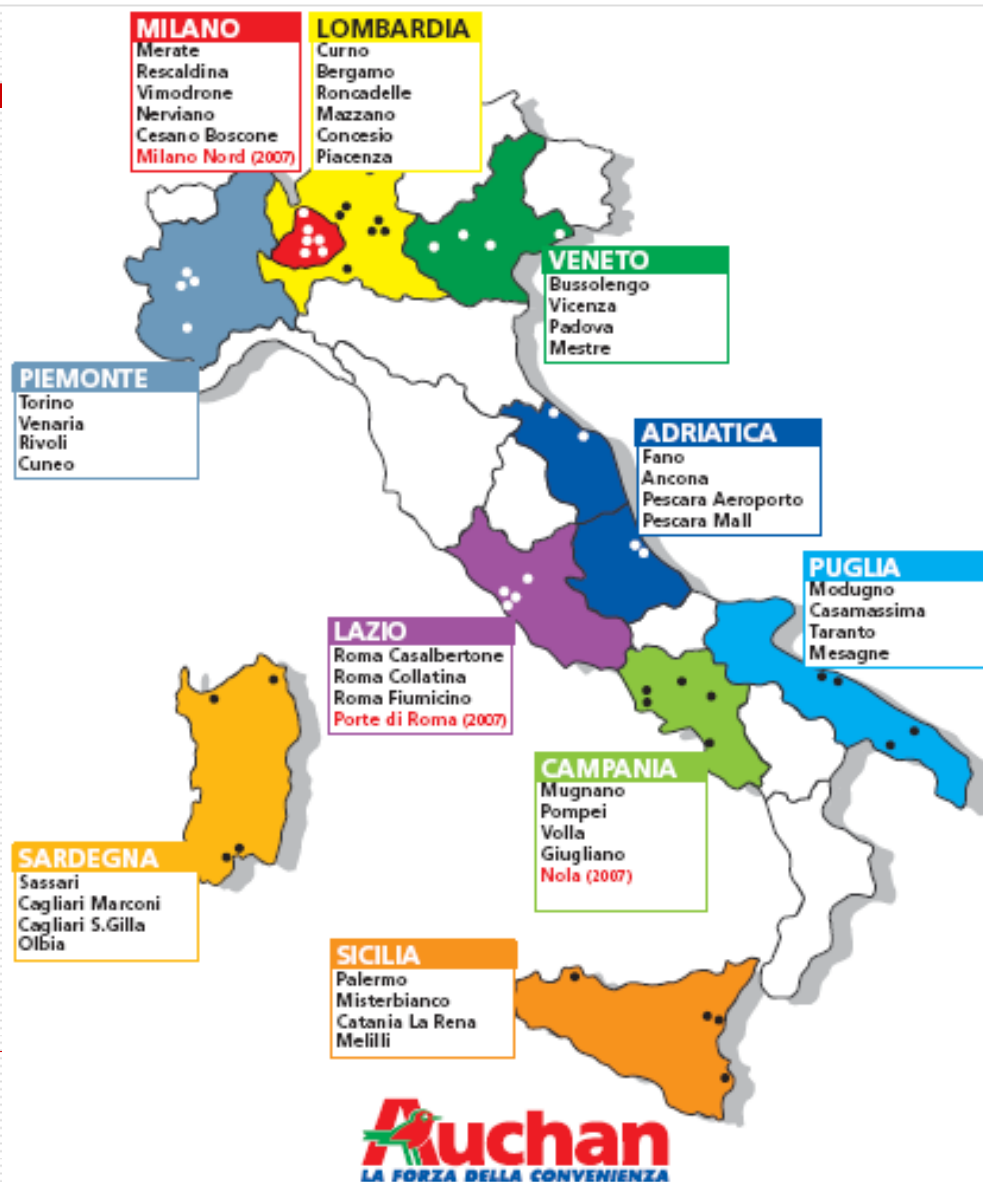 MILANO
Merate
Rescaldina
Vimodrone
Nerviano
Cesano Boscone
Milano Nord (2007)
LOMBARDIA
Curno
Bergamo
Roncadelle
Mazzano
Concesio
Piacenza
VENETO
Bussolengo
Vicenza
Padova
Mestre
PIEMONTE
Torino
Venaria
Rivoli
Cuneo
ADRIATICA
Fano
Ancona
Pescara Aeroporto
Pescara Mall
PUGLIA
Modugno
Casamassima
Taranto
Mesagne
LAZIO
Roma Casalbertone
Roma Collatina
Roma Fiumicino
Porte di Roma (2007)
CAMPANIA
Mugnano
Pompei
Volla
Giugliano
Nola (2007)
SARDEGNA
Sassari
Cagliari Marconi
Cagliari S.Gilla
Olbia
SICILIA
Palermo
Misterbianco
Catania La Rena
Melilli
Auchan
LA FORZA DELLA CONVENIENZA